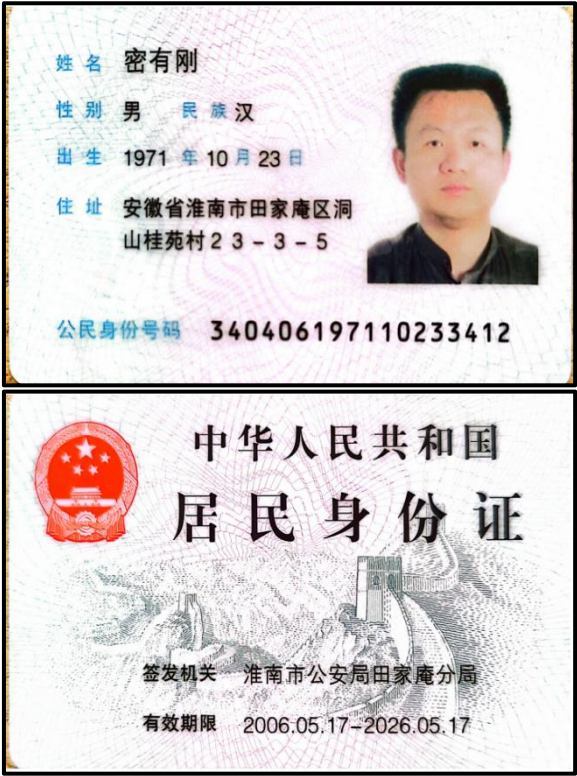 姓名 密有刚
性别 男 民族 汉
出生 1971 年 10 月 23 日
住址 安徽省淮南市田家庵区洞
山桂苑村23-3-5
公民身份号码 340406197110233412
中华人民共和国
居民身份证
签发机关 淮南市公安局田家庵分局
有效期限 2006.05.17-2026.05.17